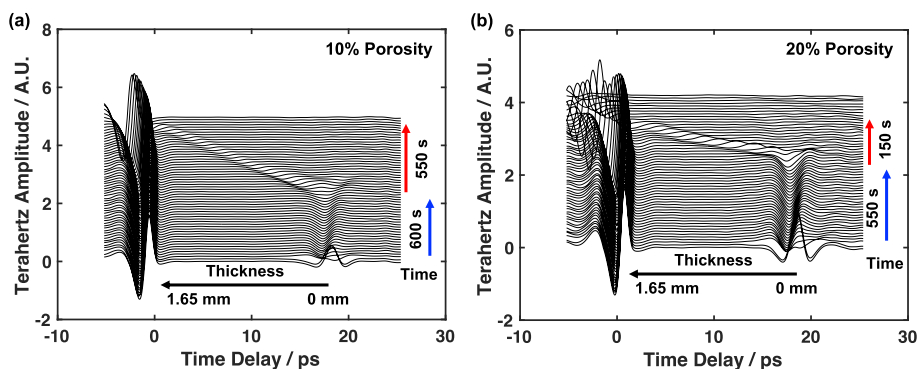 (a)
10% Porosity
Terahertz Amplitude / A.U.
8
6
4
2
0
-2
550 s
600 s
Time
Thickness
1.65 mm
0 mm
-10
0
10
20
30
Time Delay / ps
(b)
20% Porosity
Terahertz Amplitude / A.U.
6
4
2
0
-2
150 s
550 s
Time
Thickness
1.65 mm
0 mm
-10
0
10
20
30
Time Delay / ps